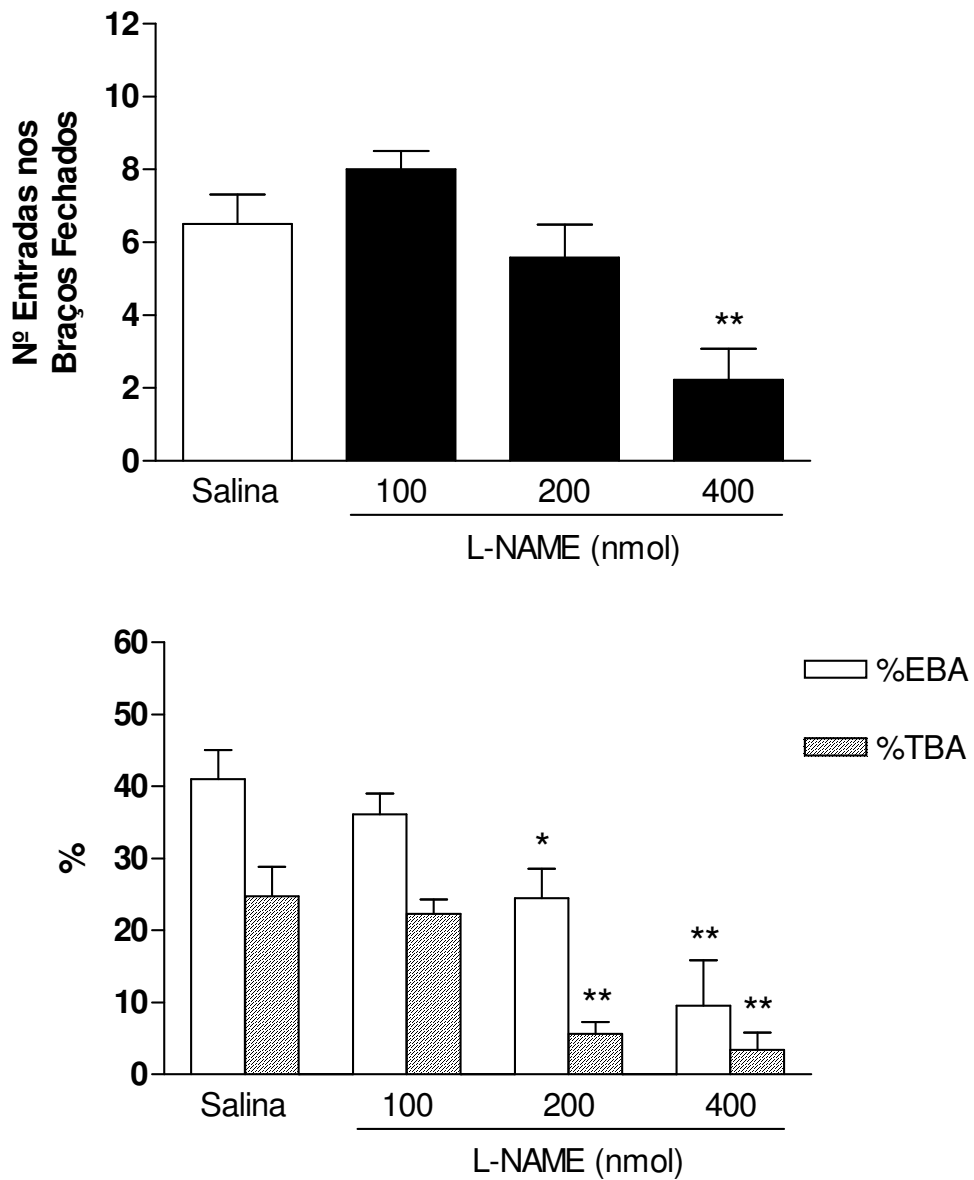 12
10
8
6
4
2
0
Nº Entradas nos
Braços Fechados
**
Salina 100 200 400
L-NAME (nmol)
60
50
40
30
20
10
0
%
%EBA
%TBA
*
**
**
**
Salina 100 200 400
L-NAME (nmol)